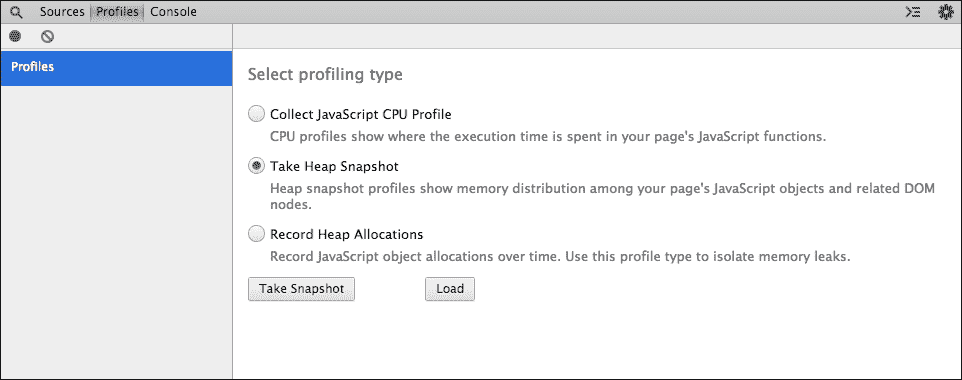 Sources Profiles Console
Profiles
Select profiling type
Collect JavaScript CPU Profile
CPU profiles show where the execution time is spent in your page's JavaScript functions.
Take Heap Snapshot
Heap snapshot profiles show memory distribution among your page's JavaScript objects and related DOM
nodes.
Record Heap Allocations
Record JavaScript object allocations over time. Use this profile type to isolate memory leaks.
Take Snapshot Load